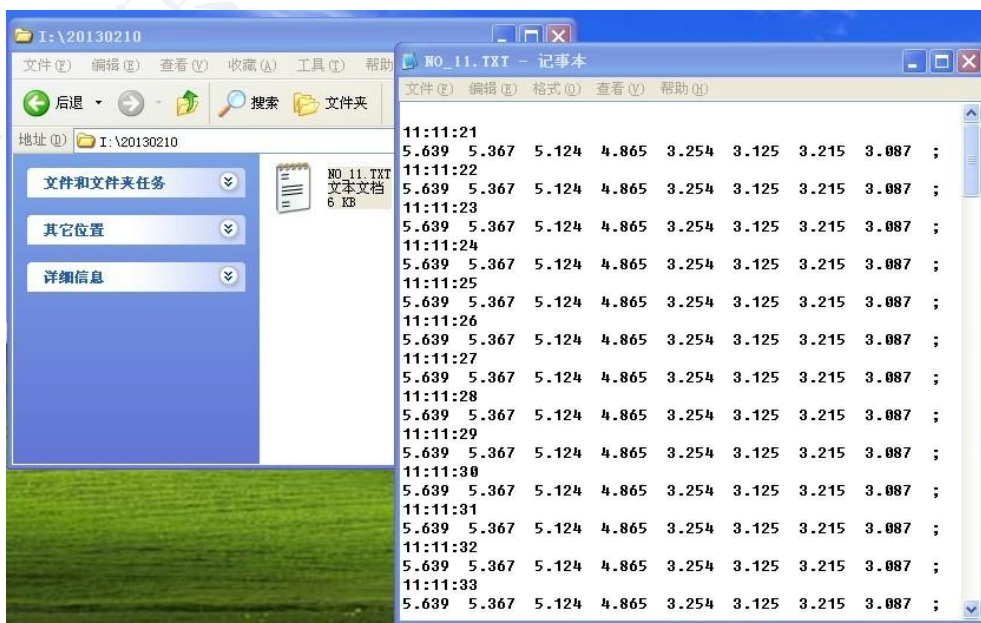 I:\20130210
文件(F) 编辑(E) 查看(V) 收藏(A) 工具(T) 帮助
后退 搜索 文件夹
地址(D) I:\20130210
文件和文件夹任务
其它位置
详细信息
NO_11.TXT
文本文档
6 KB
NO_11.TXT - 记事本
文件(F) 编辑(E) 格式(O) 查看(V) 帮助(H)
11:11:21
5.639 5.367 5.124 4.865 3.254 3.125 3.215 3.087 ;
11:11:22
5.639 5.367 5.124 4.865 3.254 3.125 3.215 3.087 ;
11:11:23
5.639 5.367 5.124 4.865 3.254 3.125 3.215 3.087 ;
11:11:24
5.639 5.367 5.124 4.865 3.254 3.125 3.215 3.087 ;
11:11:25
5.639 5.367 5.124 4.865 3.254 3.125 3.215 3.087 ;
11:11:26
5.639 5.367 5.124 4.865 3.254 3.125 3.215 3.087 ;
11:11:27
5.639 5.367 5.124 4.865 3.254 3.125 3.215 3.087 ;
11:11:28
5.639 5.367 5.124 4.865 3.254 3.125 3.215 3.087 ;
11:11:29
5.639 5.367 5.124 4.865 3.254 3.125 3.215 3.087 ;
11:11:30
5.639 5.367 5.124 4.865 3.254 3.125 3.215 3.087 ;
11:11:31
5.639 5.367 5.124 4.865 3.254 3.125 3.215 3.087 ;
11:11:32
5.639 5.367 5.124 4.865 3.254 3.125 3.215 3.087 ;
11:11:33
5.639 5.367 5.124 4.865 3.254 3.125 3.215 3.087 ;